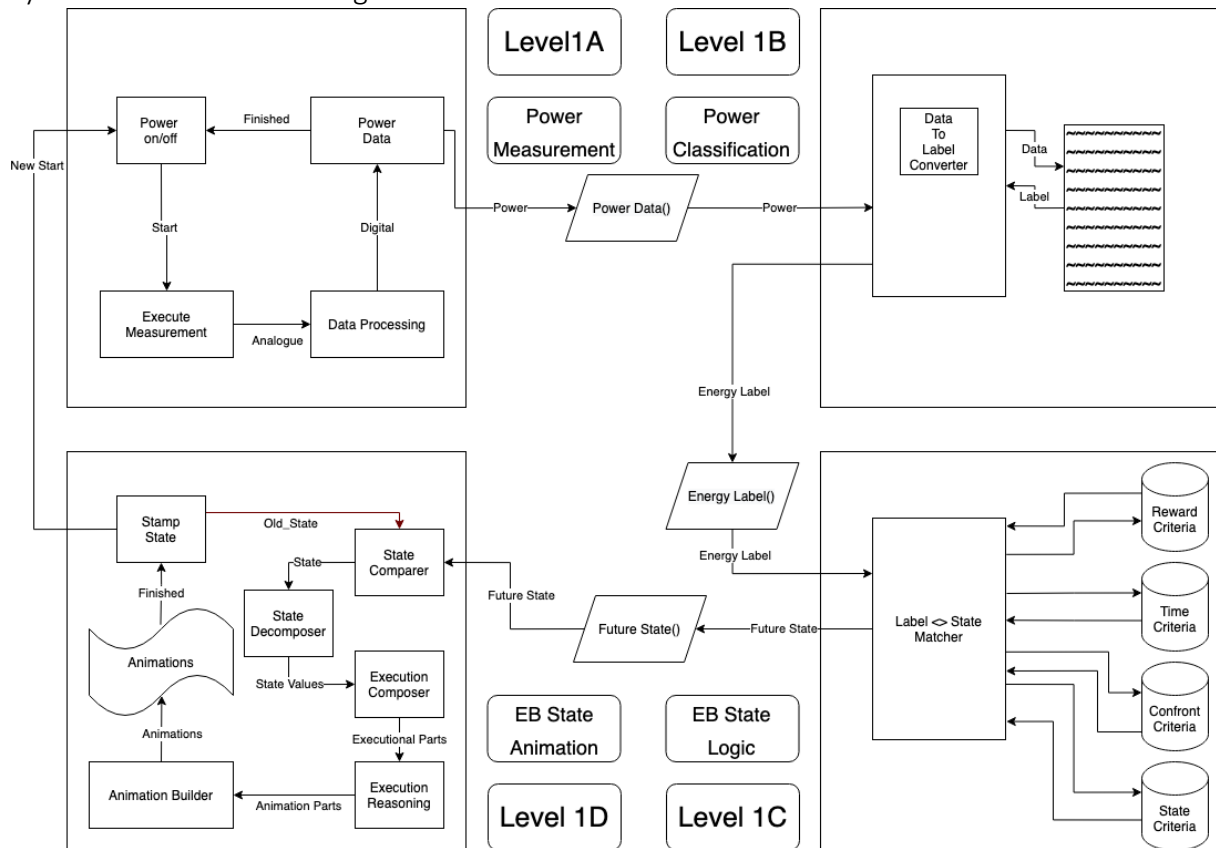 Level1A
Level 1B
Power
Measurement
Power
Classification
Power
on/off
Finished
Power
Data
New Start
Start
Digital
Execute
Measurement
Analogue
Data Processing
Power
Power Data()
Power
Data
To
Label
Converter
Data
Label
Energy Label
Energy Label()
Energy Label
Stamp
State
Old_State
State
Comparer
State
State
Decomposer
Finished
Animations
State Values
Execution
Composer
Animations
Executional Parts
Animation Builder
Animation Parts
Execution
Reasoning
Future State
Future State()
Future State
Label <> State
Matcher
Reward
Criteria
Time
Criteria
Confront
Criteria
State
Criteria
EB State
Animation
EB State
Logic
Level 1D
Level 1C